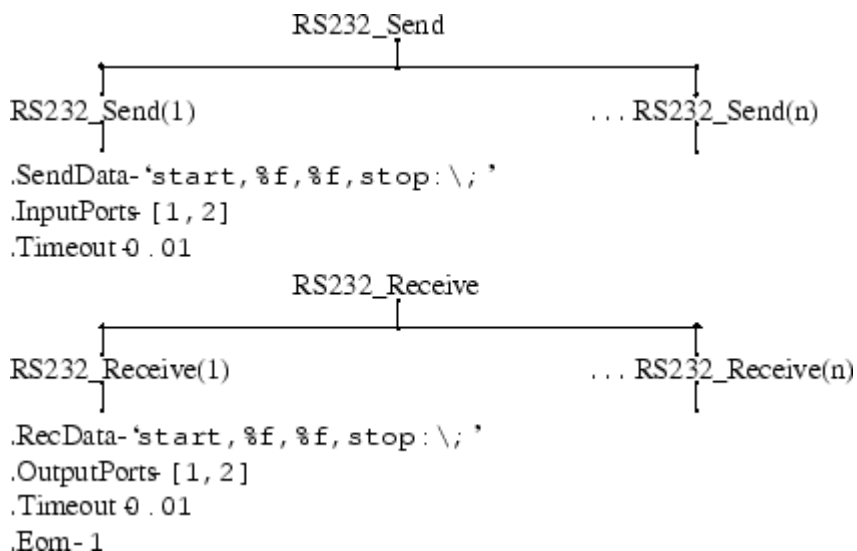 RS232_Send
RS232_Send(1) ... RS232_Send(n)
.SendData-‘start,%f,%f,stop:\;’
.InputPorts-[1,2]
.Timeout-0.01
RS232_Receive
RS232_Receive(1) ... RS232_Receive(n)
.RecData-‘start,%f,%f,stop:\;’
.OutputPorts-[1,2]
.Timeout-0.01
.Eom-1